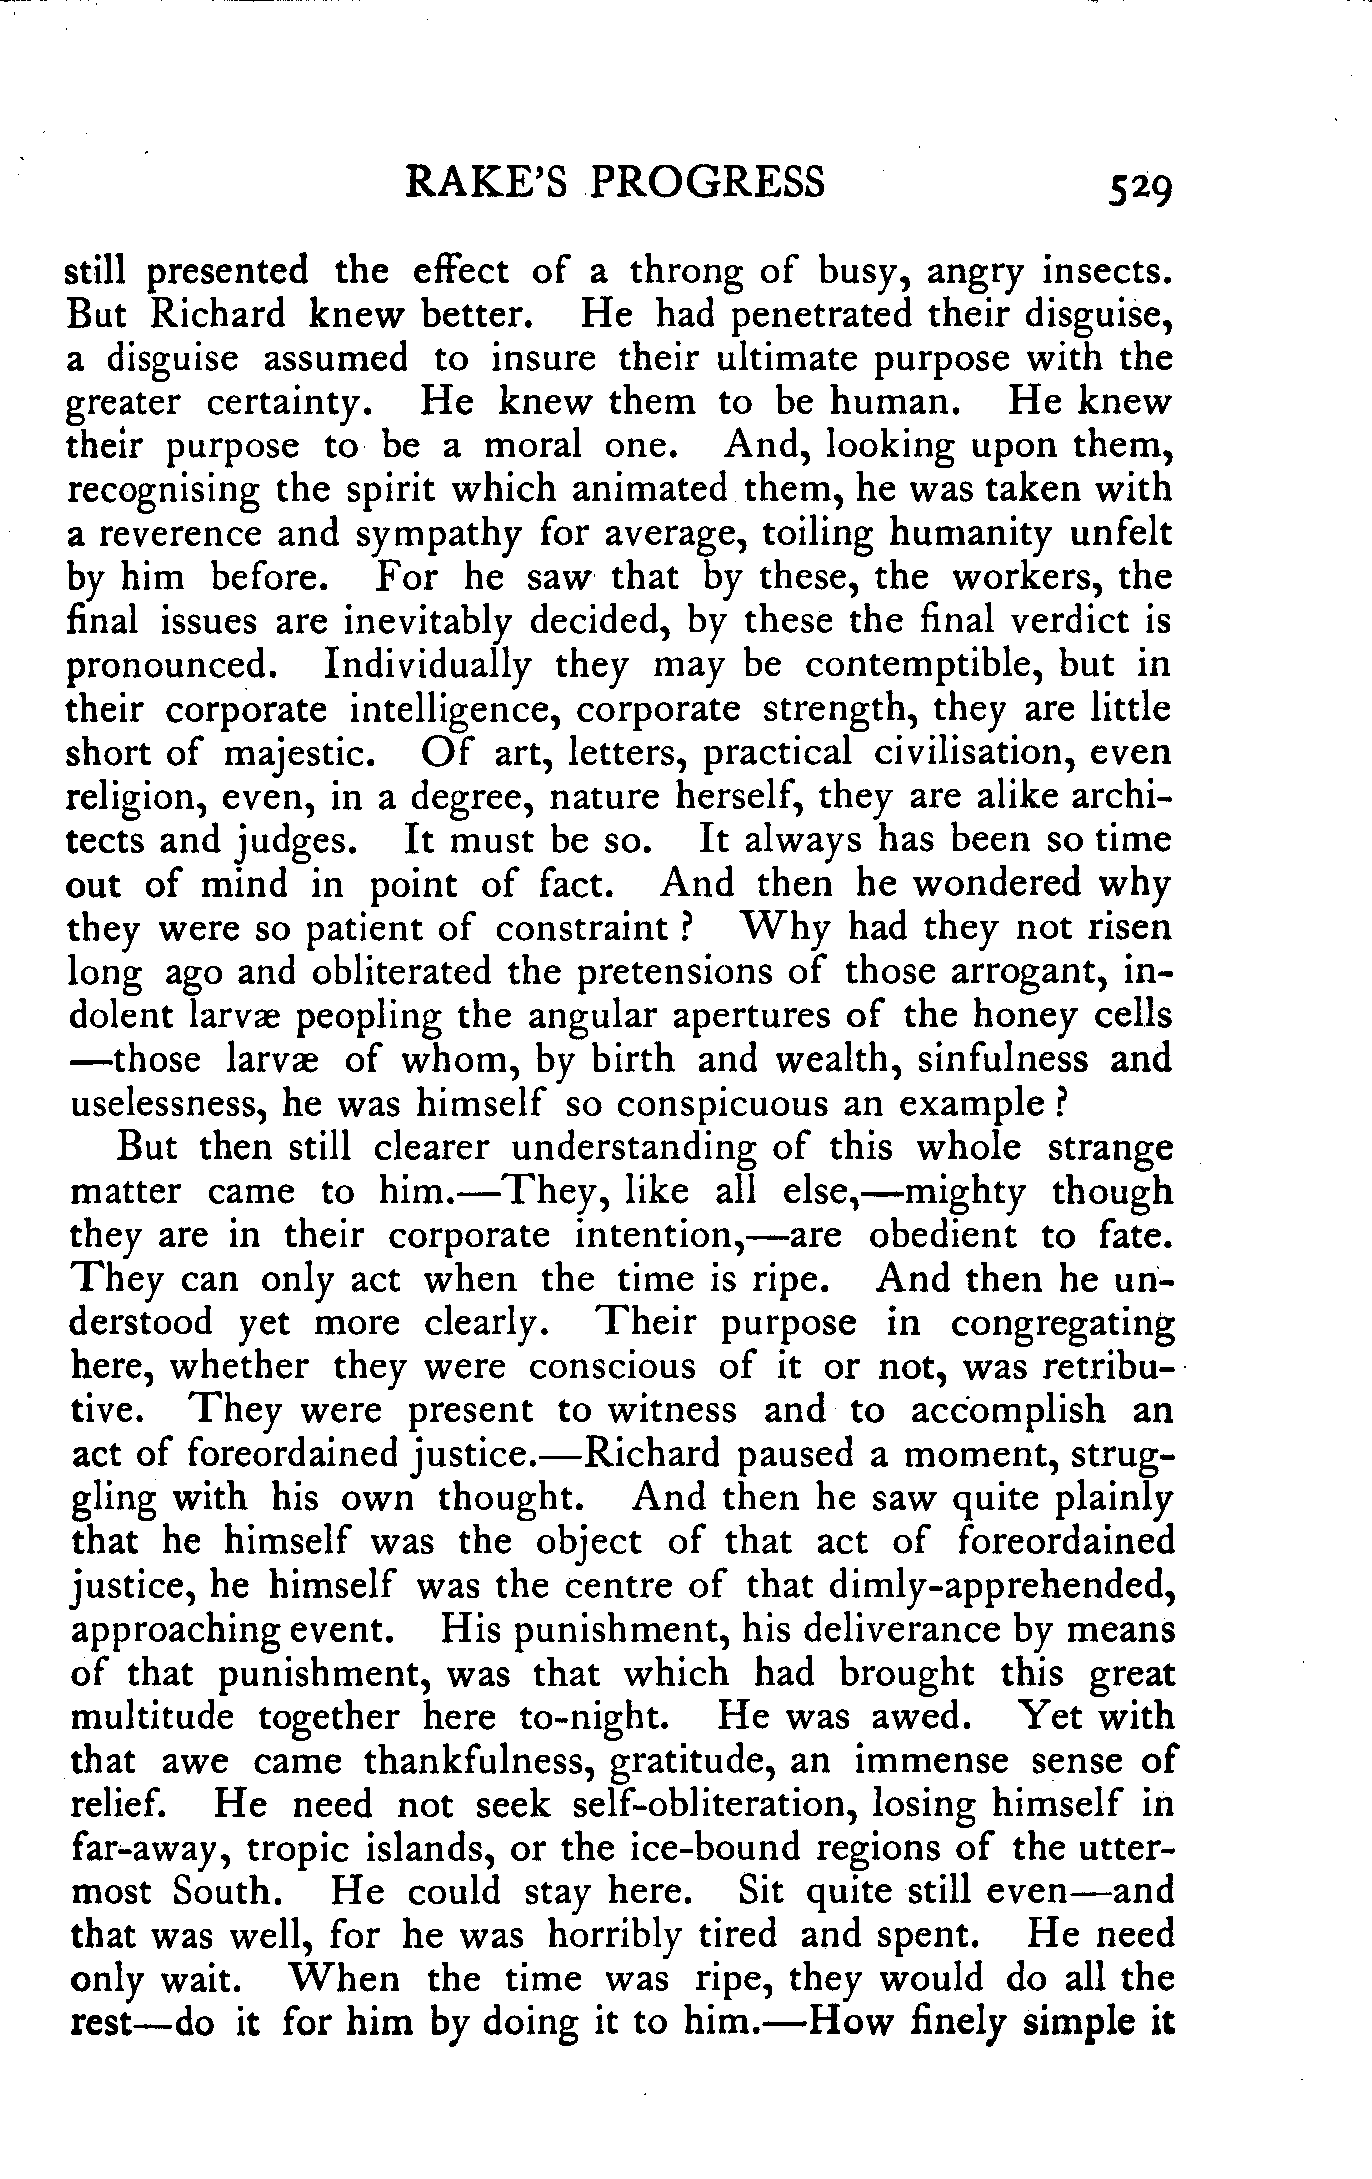 RAKE'S PROGRESS 529
still presented the effect of a throng of busy, angry insects.
But Richard knew better. He had penetrated their disguise,
a disguise assumed to insure their ultimate purpose with the
greater certainty. He knew them to be human. He knew
their purpose to be a moral one. And, looking upon them,
recognising the spirit which animated them, he was taken with
a reverence and sympathy for average, toiling humanity unfelt
by him before. For he saw that by these, the workers, the
final issues are inevitably decided, by these the final verdict is
pronounced. Individually they may be contemptible, but in
their corporate intelligence, corporate strength, they are little
short of majestic. Of art, letters, practical civilisation, even
religion, even, in a degree, nature herself, they are alike archi-
tects and judges. It must be so. It always has been so time
out of mind in point of fact. And then he wondered why
they were so patient of constraint ? Why had they not risen
long ago and obliterated the pretensions of those arrogant, in-
dolent larvæ peopling the angular apertures of the honey cells
—those larvæ of whom, by birth and wealth, sinfulness and
uselessness, he was himself so conspicuous an example ?
But then still clearer understanding of this whole strange
matter came to him.—They, like all else,—mighty though
they are in their corporate intention,—are obedient to fate.
They can only act when the time is ripe. And then he un-
derstood yet more clearly. Their purpose in congregating
here, whether they were conscious of it or not, was retribu-
tive. They were present to witness and to accomplish an
act of foreordained justice.—Richard paused a moment, strug-
gling with his own thought. And then he saw quite plainly
that he himself was the object of that act of foreordained
justice, he himself was the centre of that dimly-apprehended,
approaching event. His punishment, his deliverance by means
of that punishment, was that which had brought this great
multitude together here to-night. He was awed. Yet with
that awe came thankfulness, gratitude, an immense sense of
relief. He need not seek self-obliteration, losing himself in
far-away, tropic islands, or the ice-bound regions of the utter-
most South. He could stay here. Sit quite still even—and
that was well, for he was horribly tired and spent. He need
only wait. When the time was ripe, they would do all the
rest—do it for him by doing it to him.—How finely simple it